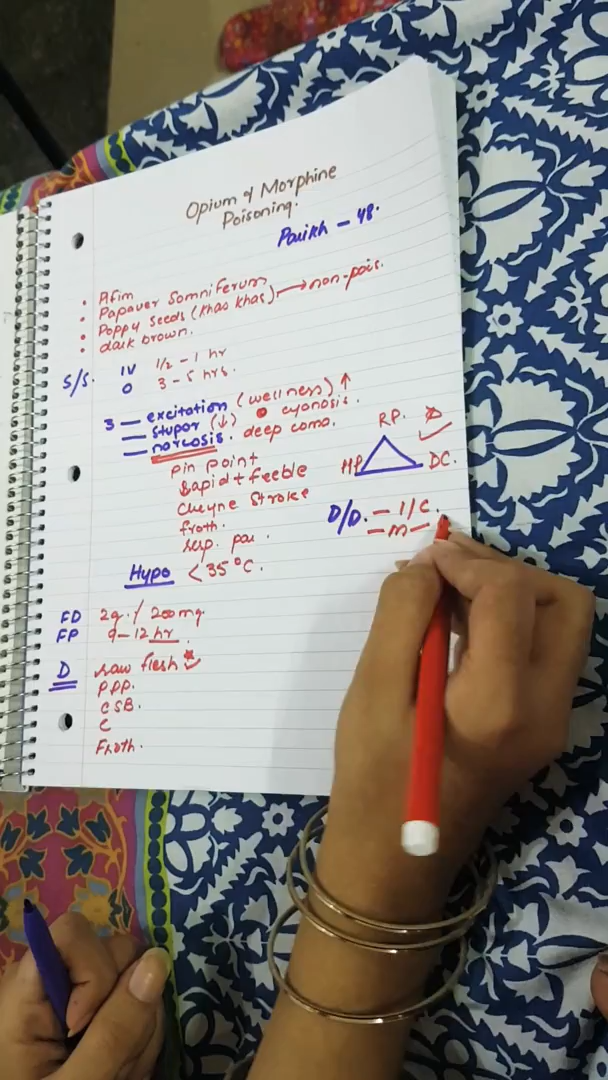 Opium & Morphine
Poisoning.
Parikh - 48.
• Afim
• Papaver Somniferum
• Poppy Seeds (Khas Khas) → non-pois.
• dark brown.
S/S. IV 1/2 - 1 hr
O 3 - 5 hrs.
3 — excitation (wellness) ↑
— stupor (↓) • cyanosis.
— narcosis. deep coma.
pin point
Rapid + feeble
Cheyne Stroke
froth.
resp. par.
RP.
HP DC.
D/D. - I/C.
- m -
Hypo < 35°C.
FD 2g. / 200mg
FP 9-12 hr.
D raw flesh
PPP.
CSB.
C
Froth.